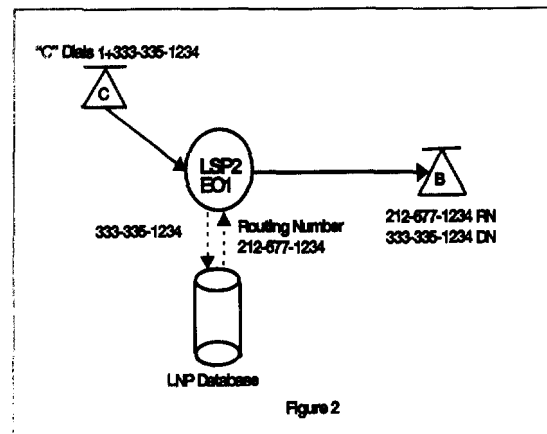 "C" Dials 1+333-335-1234
C
LSP2
EO1
B
212-677-1234 RN
333-335-1234 DN
333-335-1234
Routing Number
212-677-1234
LNP Database
Figure 2